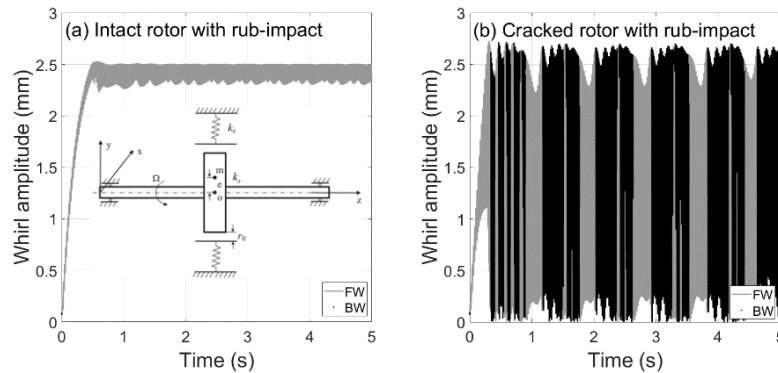 (a) Intact rotor with rub-impact
Whirl amplitude (mm)
3
2.5
2
1.5
1
0.5
0
0 1 2 3 4 5
Time (s)
y
x
Ω
m
e
o
z
k_c
k_s
r_0
FW
BW
(b) Cracked rotor with rub-impact
Whirl amplitude (mm)
3
2.5
2
1.5
1
0.5
0
0 1 2 3 4 5
Time (s)
FW
BW